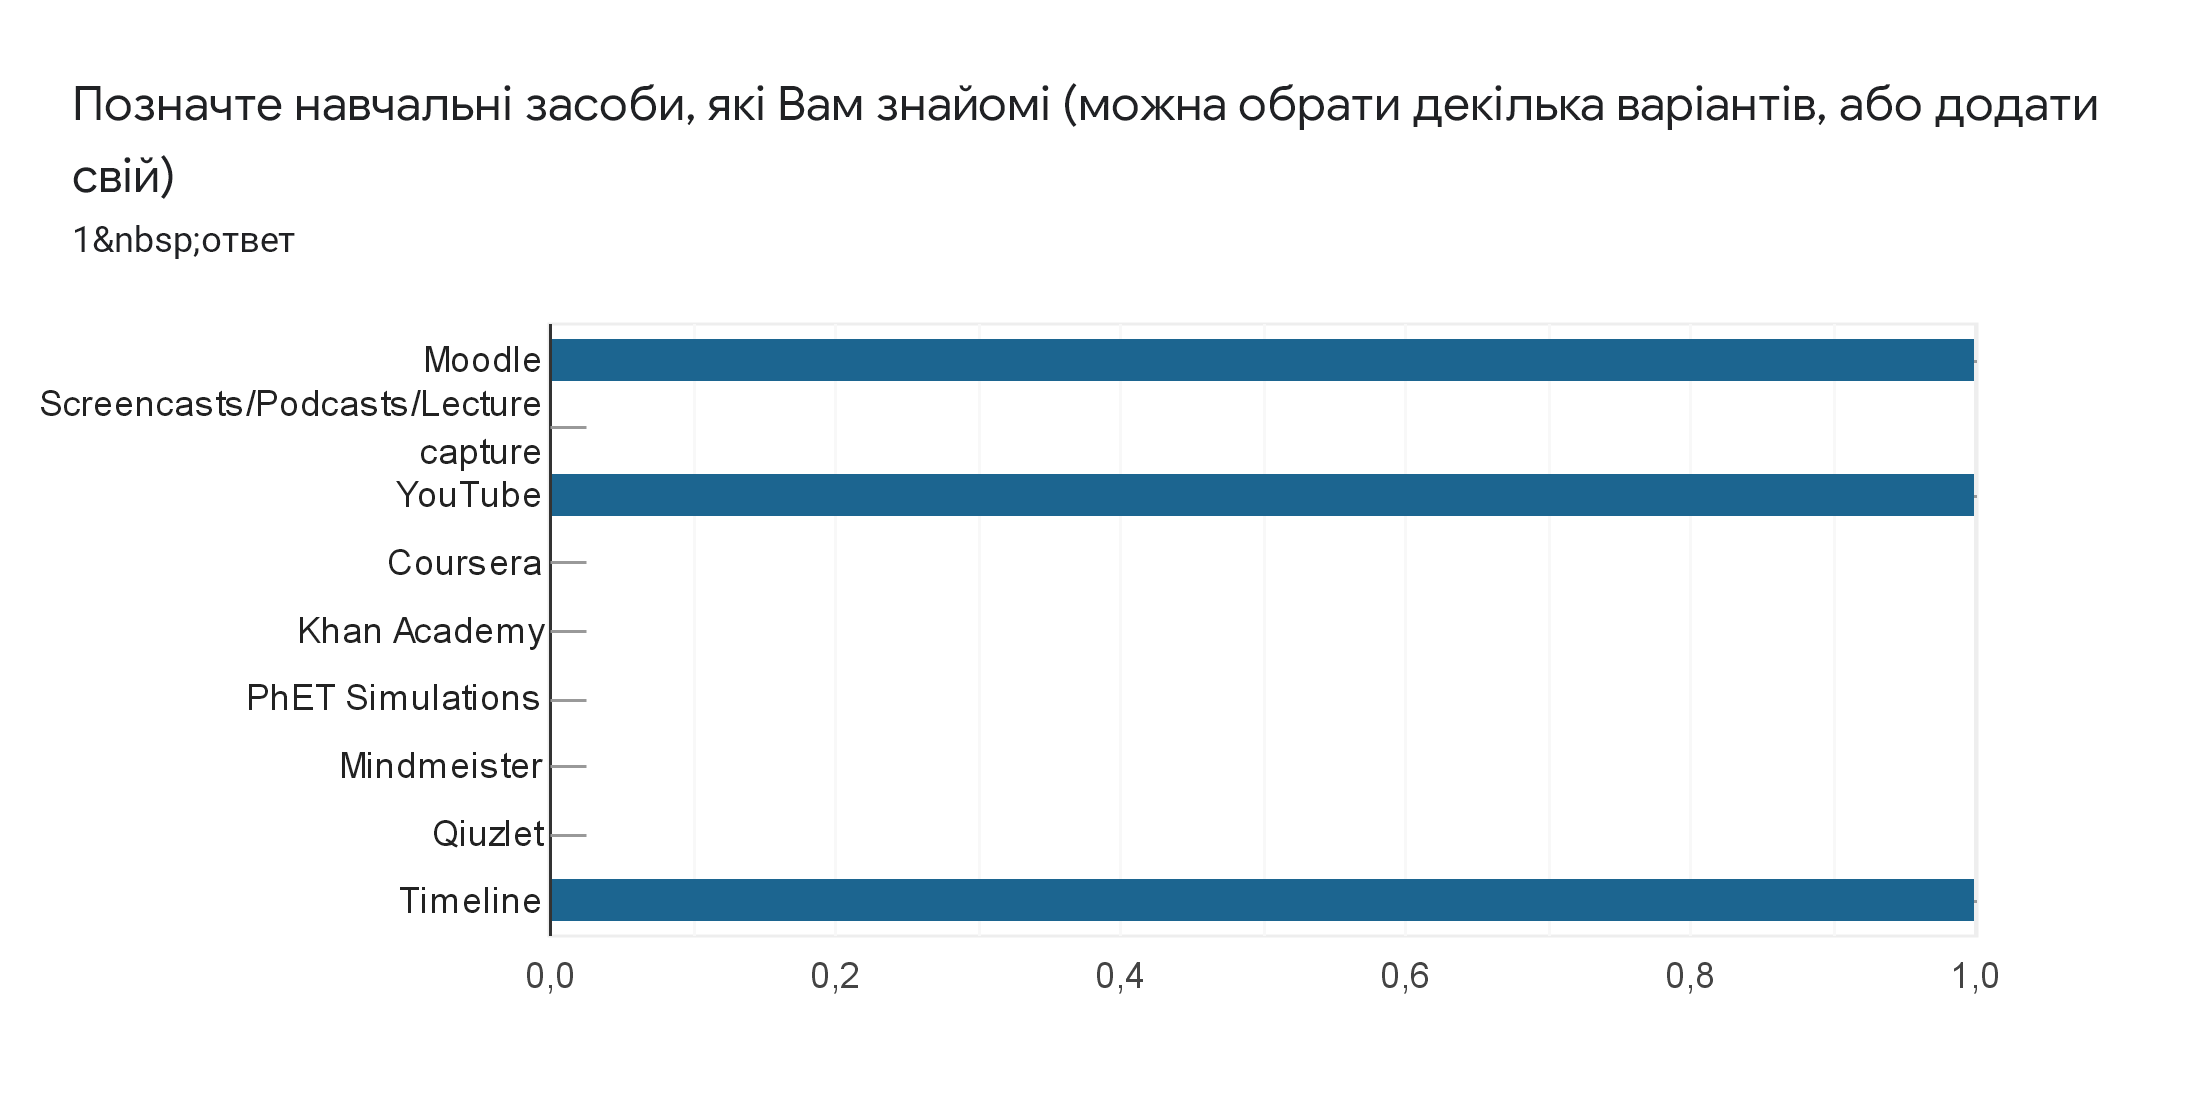 Позначте навчальні засоби, які Вам знайомі (можна обрати декілька варіантів, або додати
свій)
1&nbsp;ответ
Moodle
Screencasts/Podcasts/Lecture
capture
YouTube
Coursera
Khan Academy
PhET Simulations
Mindmeister
Qiuzlet
Timeline
0,0 0,2 0,4 0,6 0,8 1,0